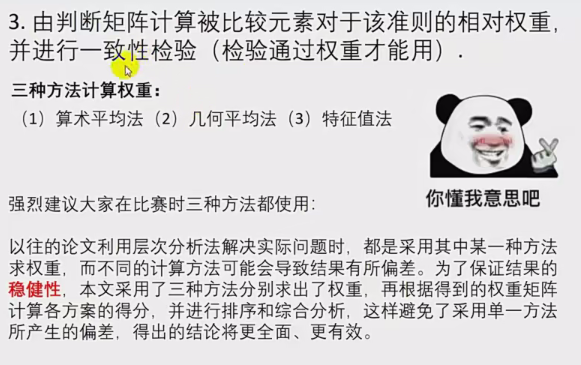 3. 由判断矩阵计算被比较元素对于该准则的相对权重，
并进行一致性检验（检验通过权重才能用）.
三种方法计算权重：
（1）算术平均法（2）几何平均法（3）特征值法
你懂我意思吧
强烈建议大家在比赛时三种方法都使用：
以往的论文利用层次分析法解决实际问题时，都是采用其中某一种方法
求权重，而不同的计算方法可能会导致结果有所偏差。为了保证结果的
稳健性，本文采用了三种方法分别求出了权重，再根据得到的权重矩阵
计算各方案的得分，并进行排序和综合分析，这样避免了采用单一方法
所产生的偏差，得出的结论将更全面、更有效。